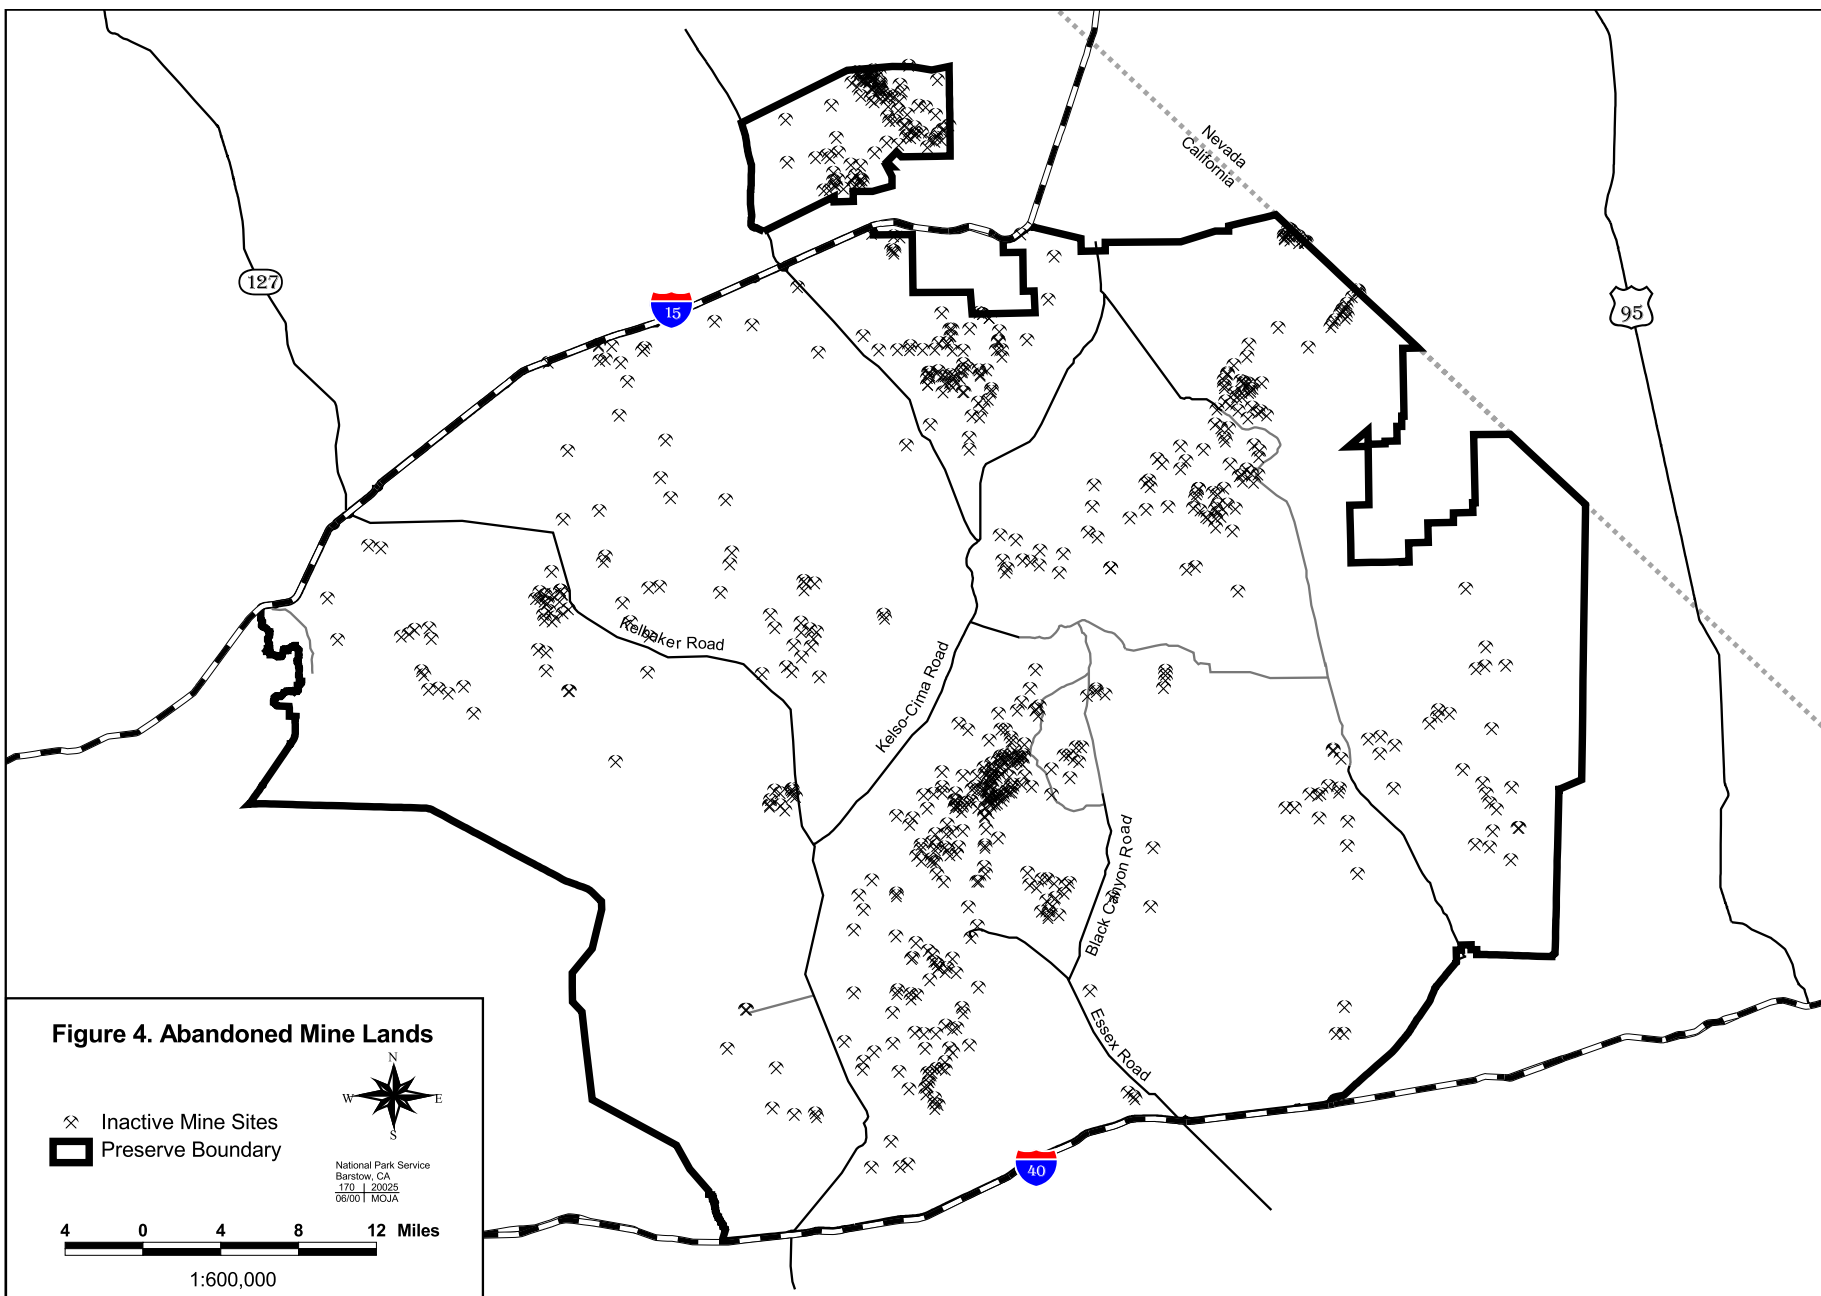 Nevada
California
127
15
95
Kelbaker Road
Kelso-Cima Road
Black Canyon Road
Essex Road
40
Figure 4. Abandoned Mine Lands
N
W E
S
Inactive Mine Sites
Preserve Boundary
National Park Service
Barstow, CA
170 | 20025
06/00 | MOJA
4 0 4 8 12 Miles
1:600,000